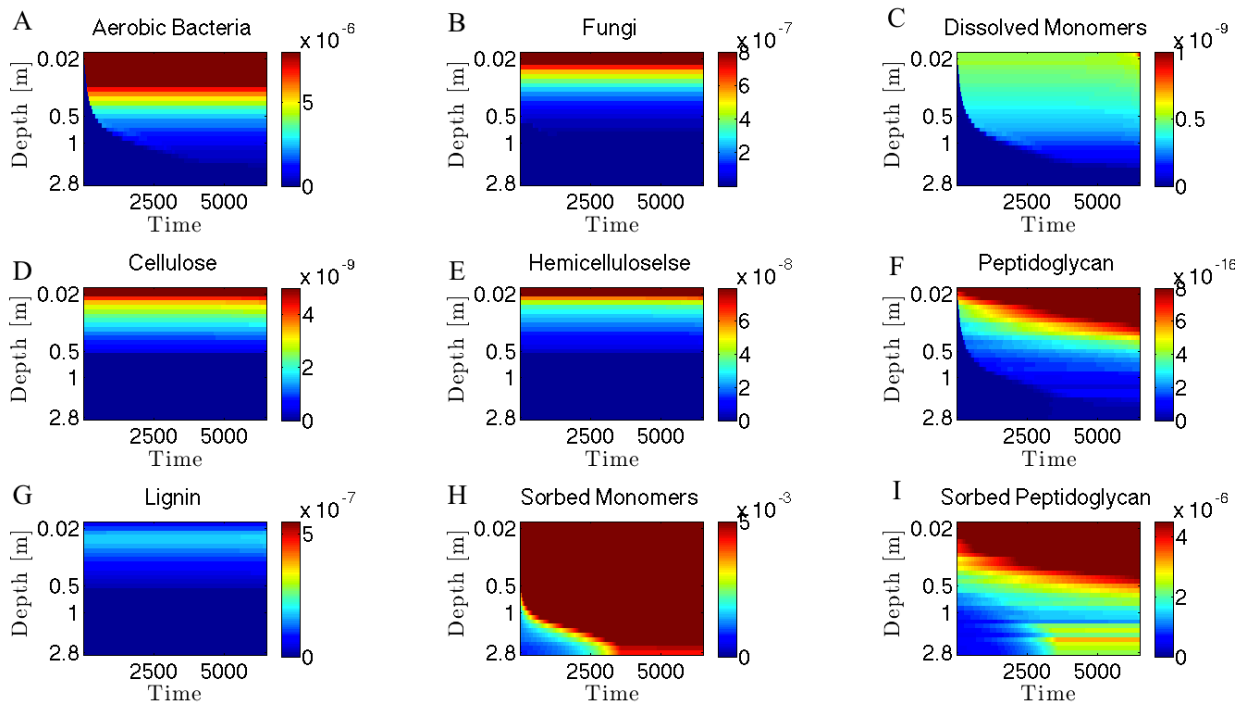 A
Aerobic Bacteria
x 10-6
0.02
0.5
1
2.8
Depth [m]
2500 5000
Time
5
0
B
Fungi
x 10-7
0.02
0.5
1
2.8
Depth [m]
2500 5000
Time
8
6
4
2
C
Dissolved Monomers
x 10-9
0.02
0.5
1
2.8
Depth [m]
2500 5000
Time
1
0.5
0
D
Cellulose
x 10-9
0.02
0.5
1
2.8
Depth [m]
2500 5000
Time
4
2
0
E
Hemicelluloselse
x 10-8
0.02
0.5
1
2.8
Depth [m]
2500 5000
Time
5
0
F
Peptidoglycan
x 10-16
0.02
0.5
1
2.8
Depth [m]
2500 5000
Time
8
6
4
2
0
G
Lignin
x 10-7
0.02
0.5
1
2.8
Depth [m]
2500 5000
Time
5
0
H
Sorbed Monomers
x 10-3
0.02
0.5
1
2.8
Depth [m]
2500 5000
Time
5
0
I
Sorbed Peptidoglycan
x 10-6
0.02
0.5
1
2.8
Depth [m]
2500 5000
Time
4
2
0